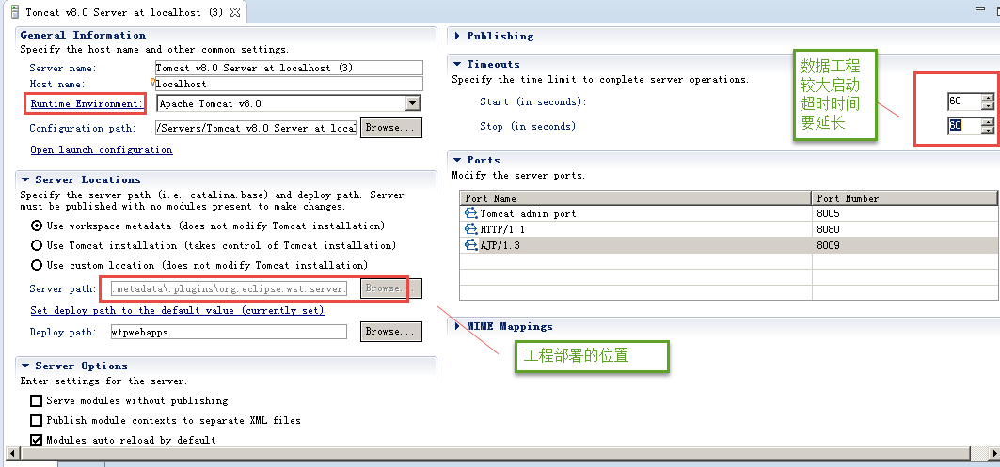 Tomcat v8.0 Server at localhost (3)
General Information
Specify the host name and other common settings.
Server name:
Tomcat v8.0 Server at localhost (3)
Host name:
localhost
Runtime Environment:
Apache Tomcat v8.0
Configuration path:
/Servers/Tomcat v8.0 Server at local
Browse...
Open launch configuration
Server Locations
Specify the server path (i.e. catalina.base) and deploy path. Server
must be published with no modules present to make changes.
Use workspace metadata (does not modify Tomcat installation)
Use Tomcat installation (takes control of Tomcat installation)
Use custom location (does not modify Tomcat installation)
Server path:
.metadata\.plugins\org.eclipse.wst.server.
Browse...
Set deploy path to the default value (currently set)
Deploy path:
wtpwebapps
Browse...
Server Options
Enter settings for the server.
Serve modules without publishing
Publish module contexts to separate XML files
Modules auto reload by default
Publishing
Timeouts
Specify the time limit to complete server operations.
Start (in seconds):
60
Stop (in seconds):
60
数据工程
较大启动
超时时间
要延长
Ports
Modify the server ports.
Port Name
Port Number
Tomcat admin port
8005
HTTP/1.1
8080
AJP/1.3
8009
MIME Mappings
工程部署的位置